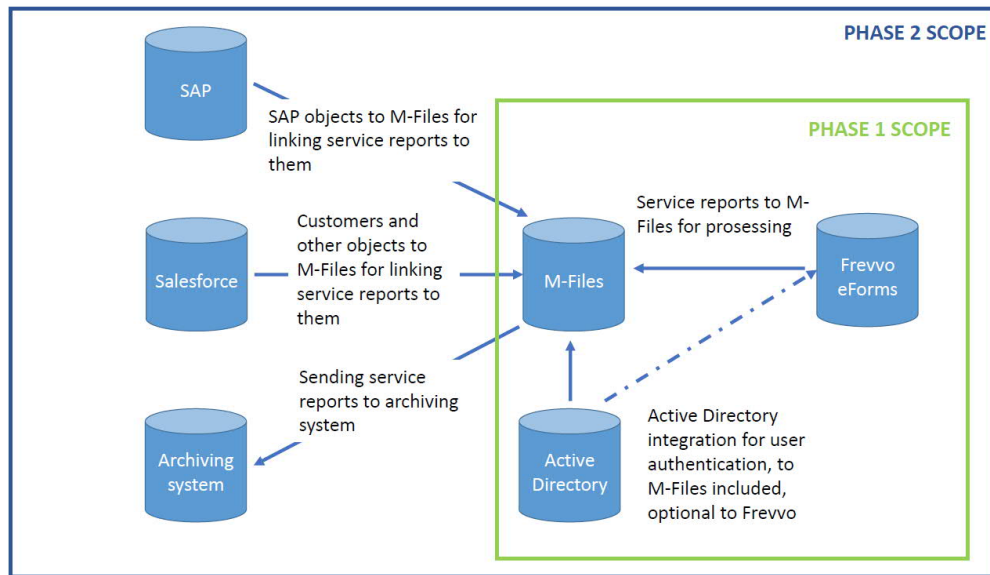 PHASE 2 SCOPE
SAP
SAP objects to M-Files for
linking service reports to
them
PHASE 1 SCOPE
Salesforce
Customers and
other objects to
M-Files for linking
service reports to
them
M-Files
Service reports to M-
Files for prosessing
Frevvo
eForms
Sending service
reports to archiving
system
Archiving
system
Active
Directory
Active Directory
integration for user
authentication, to
M-Files included,
optional to Frevvo